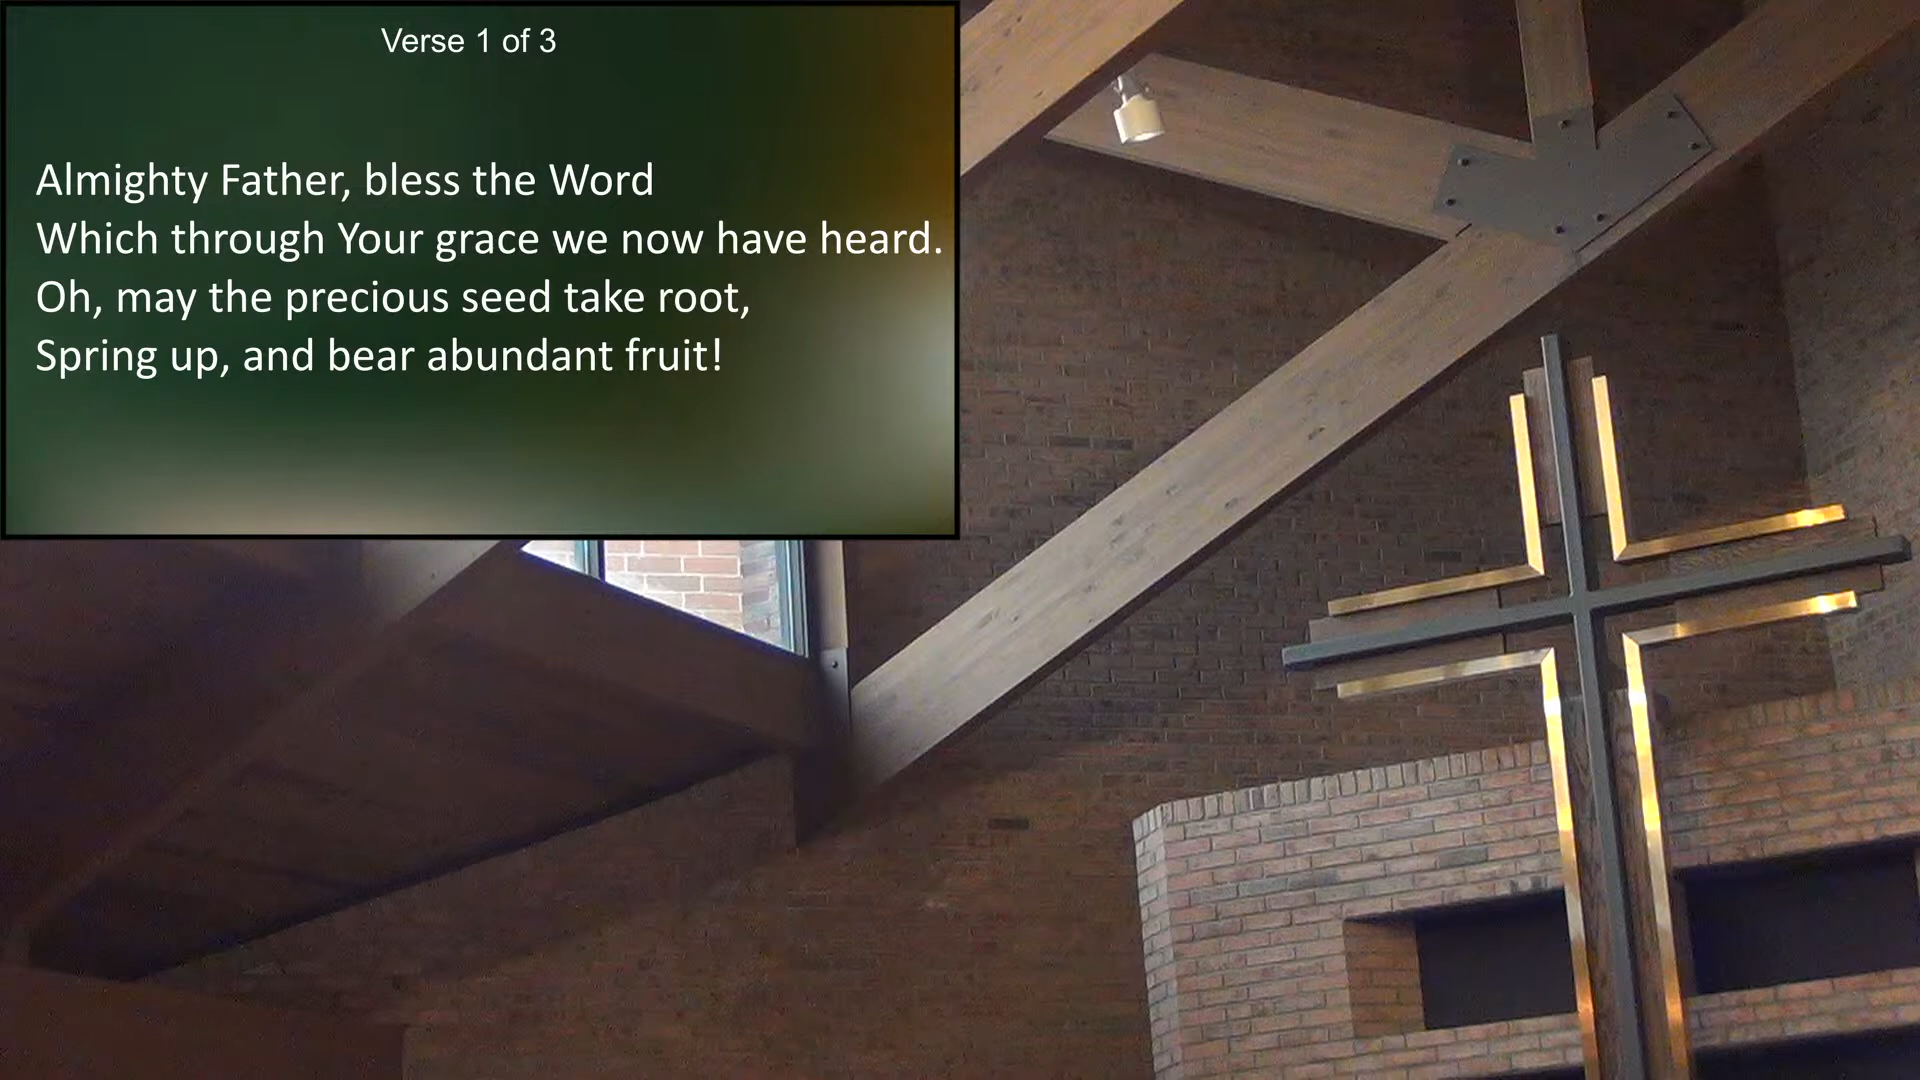 Verse 1 of 3
Almighty Father, bless the Word
Which through Your grace we now have heard.
Oh, may the precious seed take root,
Spring up, and bear abundant fruit!